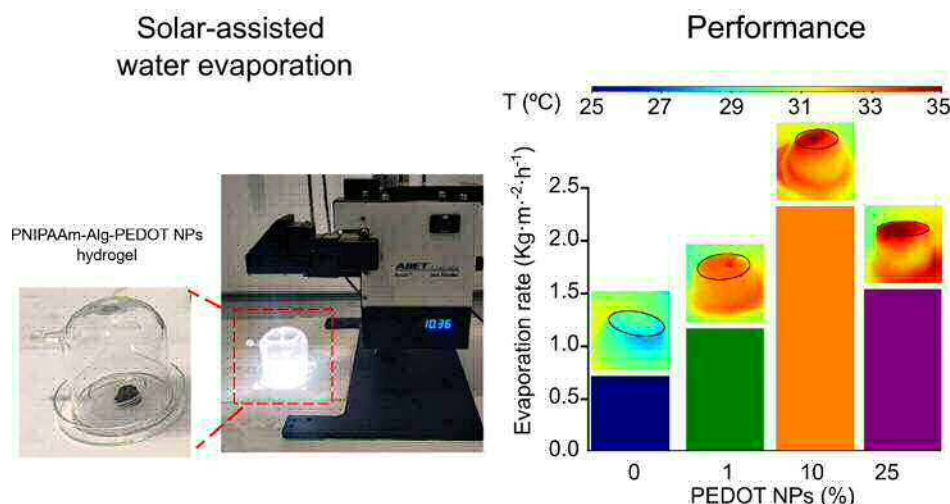 Solar-assisted
water evaporation
PNIPAAm-Alg-PEDOT NPs
hydrogel
ABET
1036
Performance
T (ºC)
25 27 29 31 33 35
Evaporation rate (Kg·m⁻²·h⁻¹)
2.5
2.0
1.5
1.0
0.5
0.0
0 1 10 25
PEDOT NPs (%)